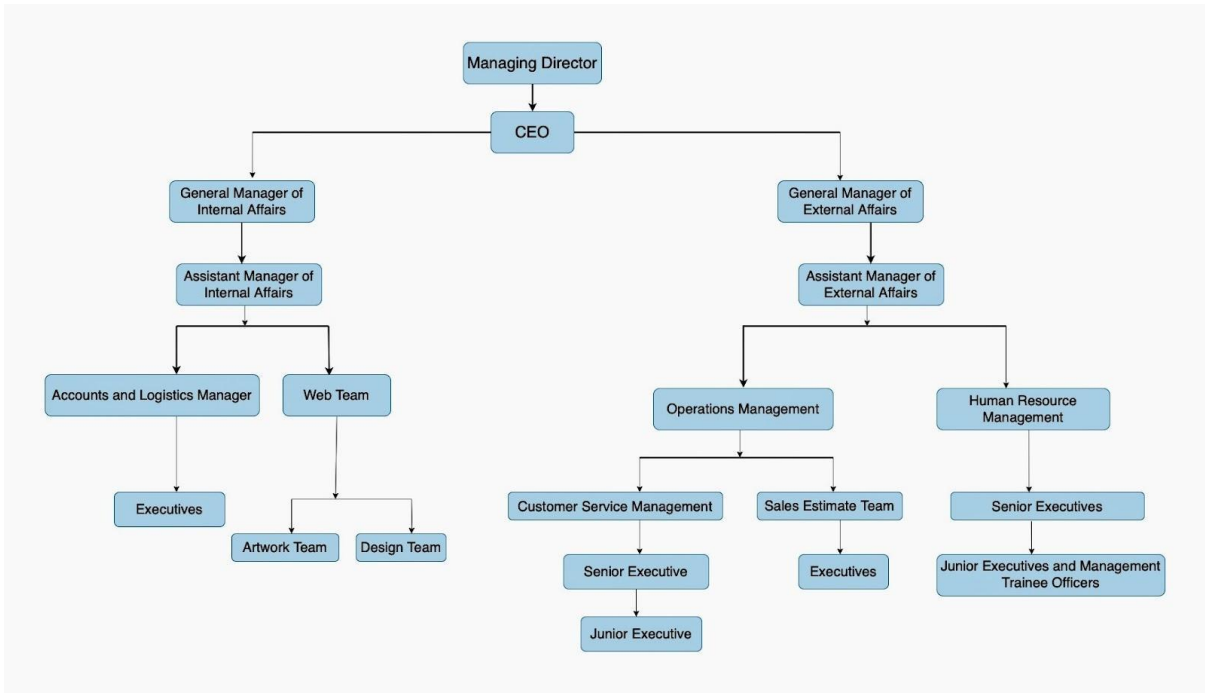 Managing Director
CEO
General Manager of
Internal Affairs
General Manager of
External Affairs
Assistant Manager of
Internal Affairs
Assistant Manager of
External Affairs
Accounts and Logistics Manager
Web Team
Operations Management
Human Resource
Management
Executives
Artwork Team
Design Team
Customer Service Management
Sales Estimate Team
Senior Executives
Senior Executive
Executives
Junior Executives and Management
Trainee Officers
Junior Executive